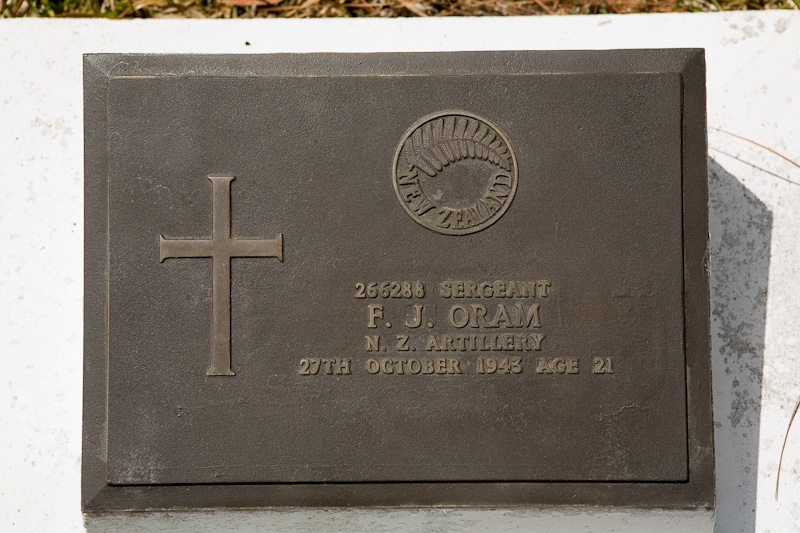 NEW ZEALAND
266288 SERGEANT
F. J. ORAM
N. Z. ARTILLERY
27TH OCTOBER 1943 AGE 21